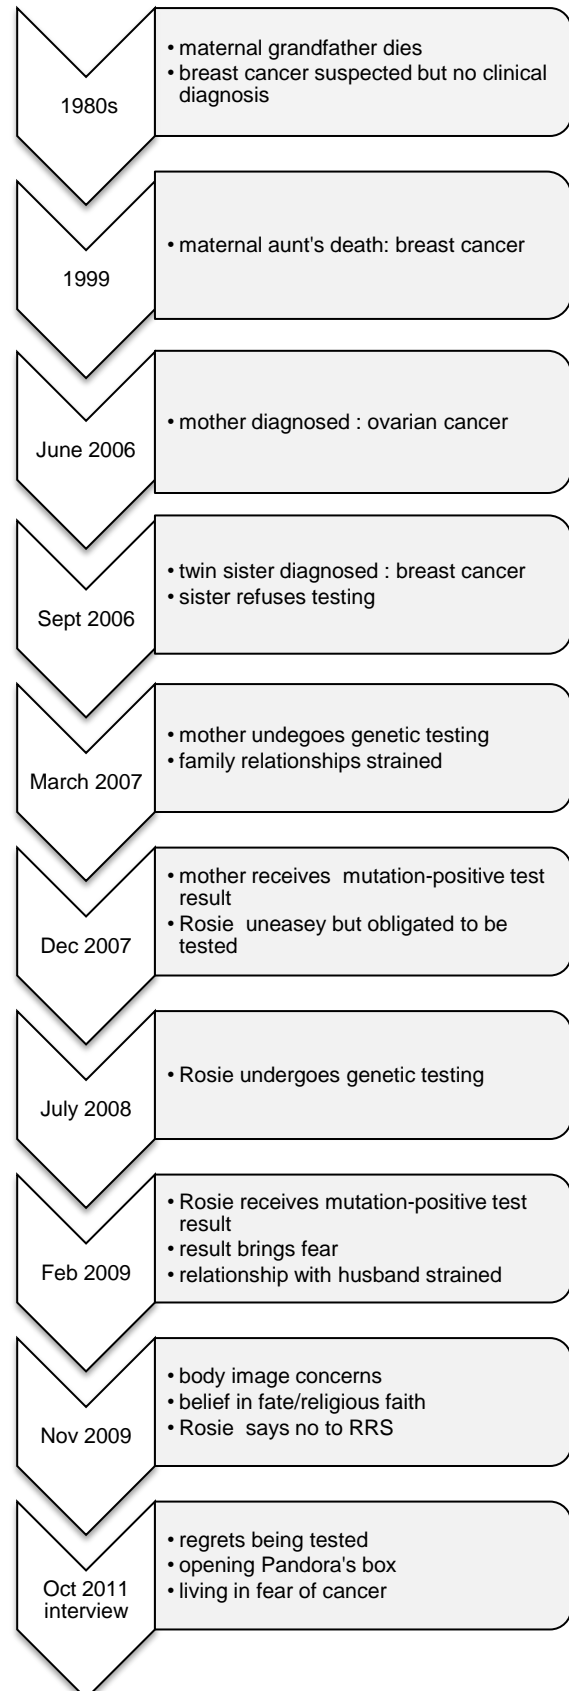 1980s
• maternal grandfather dies
• breast cancer suspected but no clinical
diagnosis
1999
• maternal aunt's death: breast cancer
June 2006
• mother diagnosed : ovarian cancer
Sept 2006
• twin sister diagnosed : breast cancer
• sister refuses testing
March 2007
• mother undegoes genetic testing
• family relationships strained
Dec 2007
• mother receives mutation-positive test
result
• Rosie uneasey but obligated to be
tested
July 2008
• Rosie undergoes genetic testing
Feb 2009
• Rosie receives mutation-positive test
result
• result brings fear
• relationship with husband strained
Nov 2009
• body image concerns
• belief in fate/religious faith
• Rosie says no to RRS
Oct 2011
interview
• regrets being tested
• opening Pandora's box
• living in fear of cancer